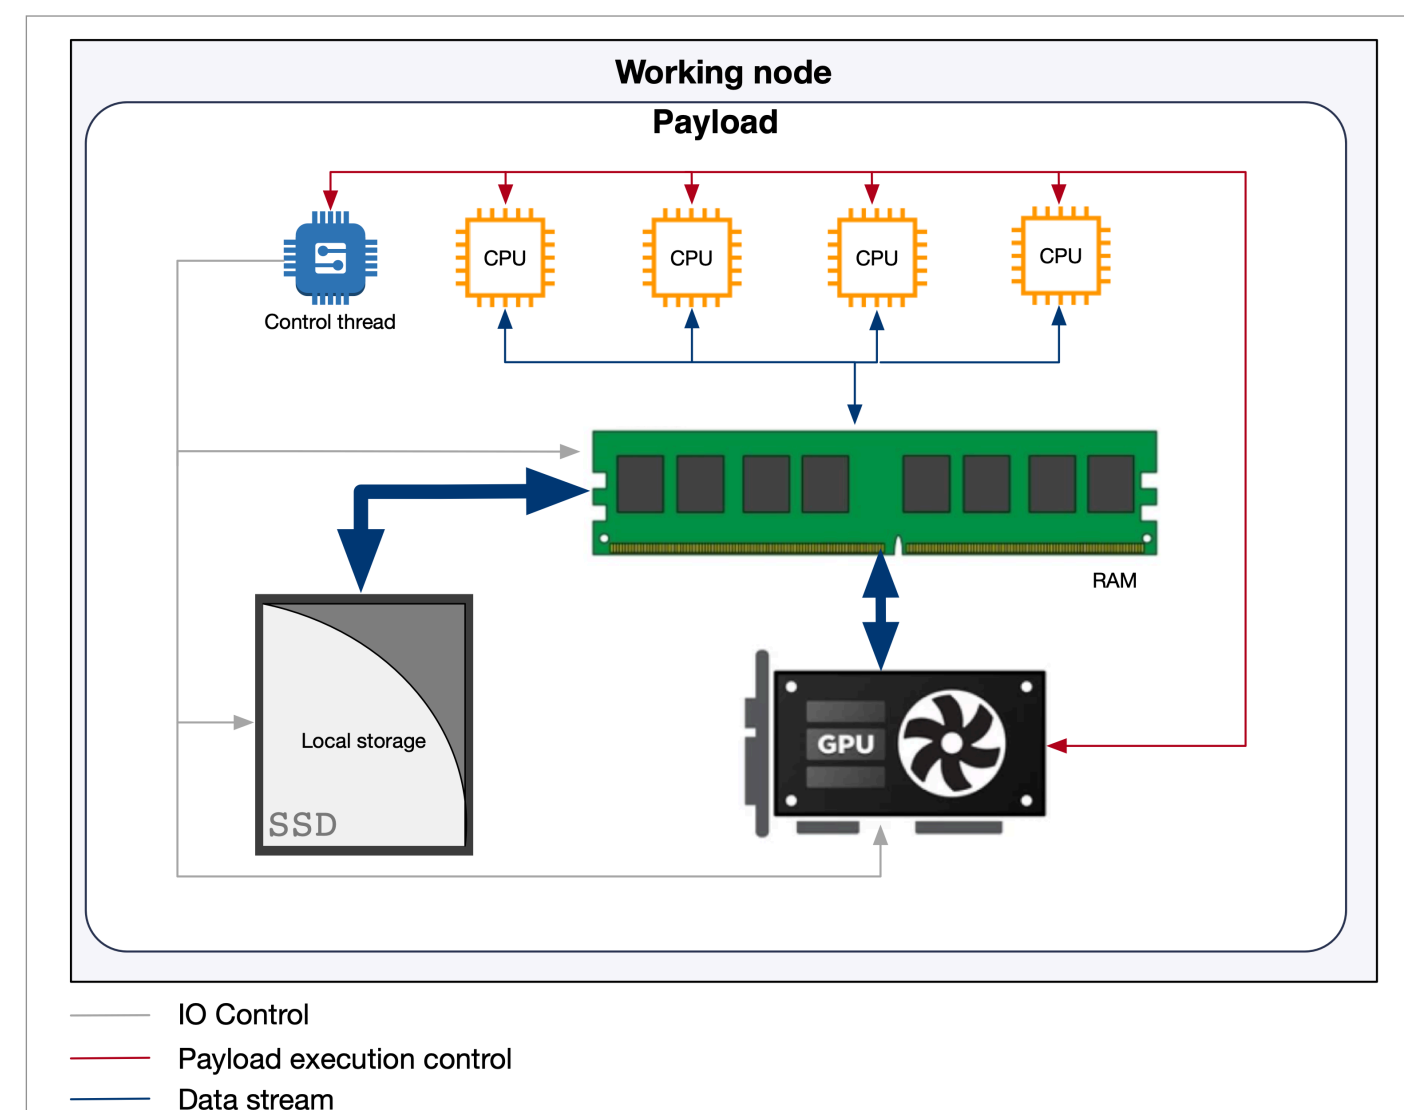 Working node
Payload
CPU
CPU
CPU
CPU
Control thread
RAM
Local storage
SSD
GPU
IO Control
Payload execution control
Data stream